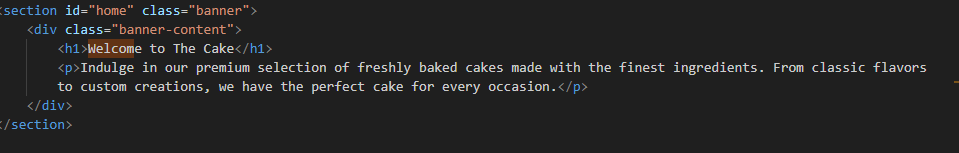 <section id="home" class="banner">
<div class="banner-content">
<h1>Welcome to The Cake</h1>
<p>Indulge in our premium selection of freshly baked cakes made with the finest ingredients. From classic flavors
to custom creations, we have the perfect cake for every occasion.</p>
</div>
</section>